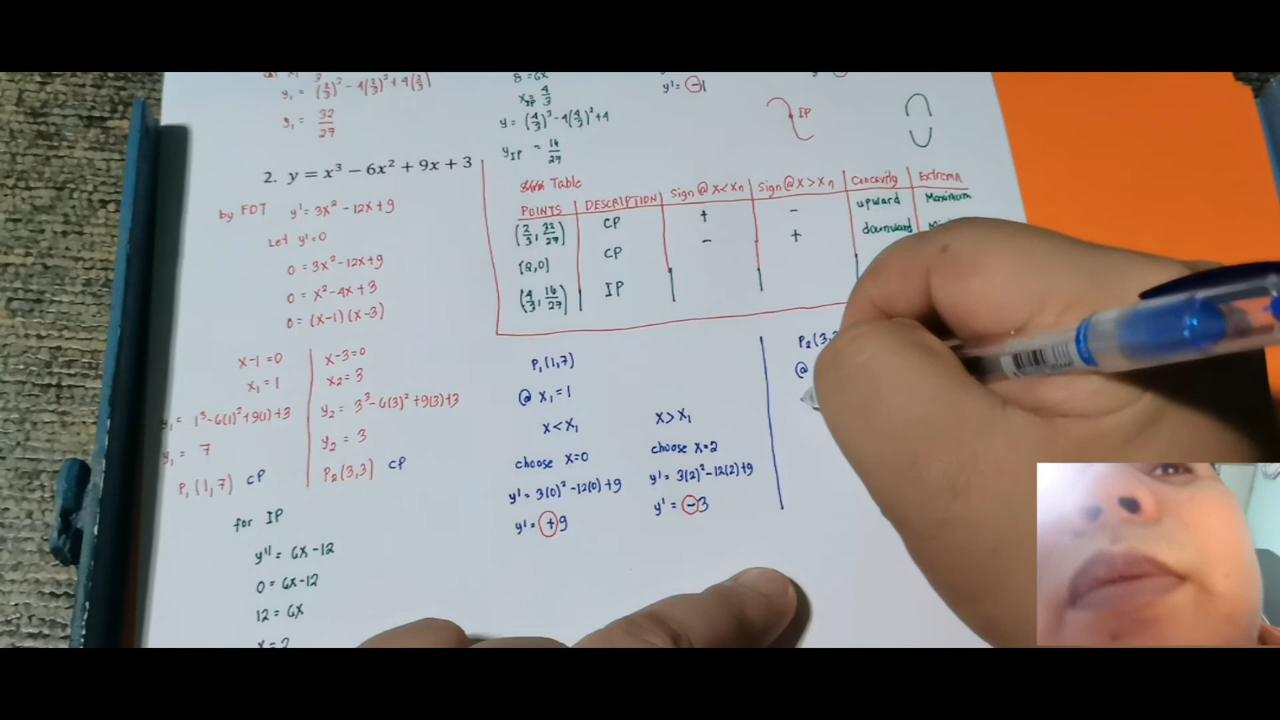 y₁ = (2/3)³ - 4(2/3)² + 4(2/3)
y₁ = 32/27
8 = 6x
x = 4/3
y = (4/3)³ - 4(4/3)² + 4
y_IP = 16/27
y' = -1
IP
2. y = x³ − 6x² + 9x + 3
by FDT y' = 3x² - 12x + 9
Let y' = 0
0 = 3x² - 12x + 9
0 = x² - 4x + 3
0 = (x-1)(x-3)
x-1 = 0
x₁ = 1
y₁ = 1³ - 6(1)² + 9(1) + 3
y₁ = 7
P₁(1,7) CP
x-3 = 0
x₂ = 3
y₂ = 3³ - 6(3)² + 9(3) + 3
y₂ = 3
P₂(3,3) CP
for IP
y'' = 6x - 12
0 = 6x - 12
12 = 6x
x = 2
Table
POINTS DESCRIPTION Sign @ x<xₙ Sign @ x>xₙ Concavity Extrema
(2/3, 32/27) CP + - upward Maximum
(2,0) CP - + downward
(4/3, 16/27) IP
P₁(1,7)
@ x₁ = 1
x < x₁
choose x=0
y' = 3(0)² - 12(0) + 9
y' = +9
x > x₁
choose x=2
y' = 3(2)² - 12(2) + 9
y' = -3
P₂(3,
@